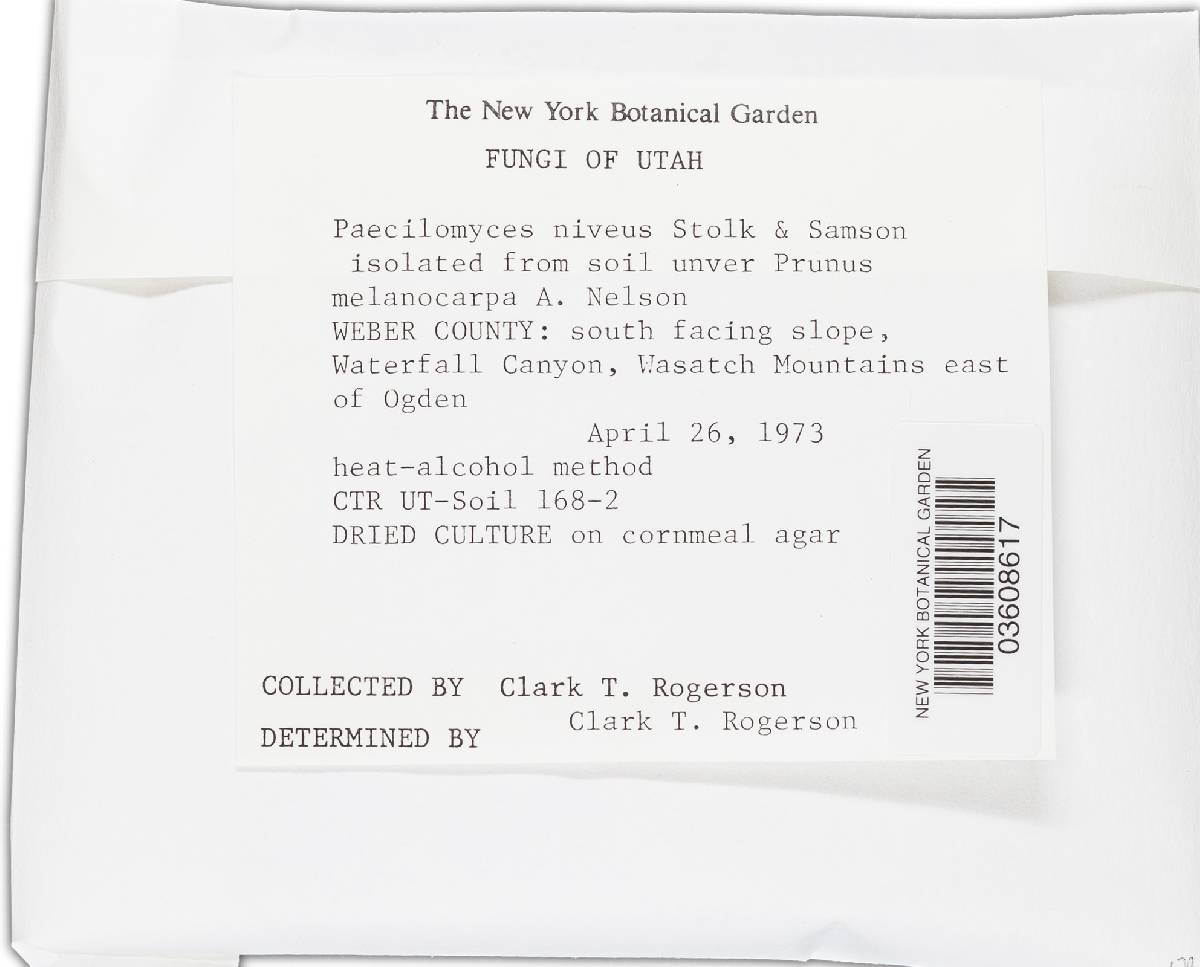 The New York Botanical Garden
FUNGI OF UTAH
Paecilomyces niveus Stolk & Samson
isolated from soil unver Prunus
melanocarpa A. Nelson
WEBER COUNTY: south facing slope,
Waterfall Canyon, Wasatch Mountains east
of Ogden
April 26, 1973
heat-alcohol method
CTR UT-Soil 168-2
DRIED CULTURE on cornmeal agar
COLLECTED BY Clark T. Rogerson
Clark T. Rogerson
DETERMINED BY
NEW YORK BOTANICAL GARDEN
03608617